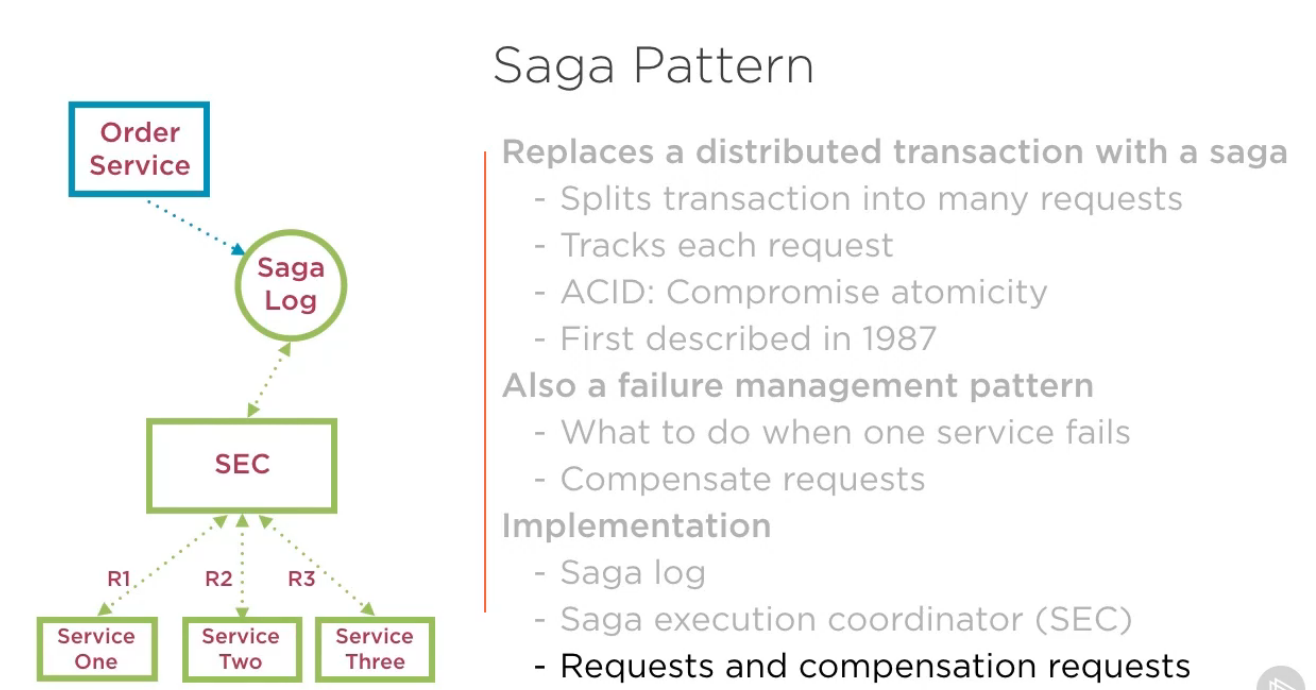 Saga Pattern
Order
Service
Saga
Log
SEC
R1
R2
R3
Service
One
Service
Two
Service
Three
Replaces a distributed transaction with a saga
- Splits transaction into many requests
- Tracks each request
- ACID: Compromise atomicity
- First described in 1987
Also a failure management pattern
- What to do when one service fails
- Compensate requests
Implementation
- Saga log
- Saga execution coordinator (SEC)
- Requests and compensation requests